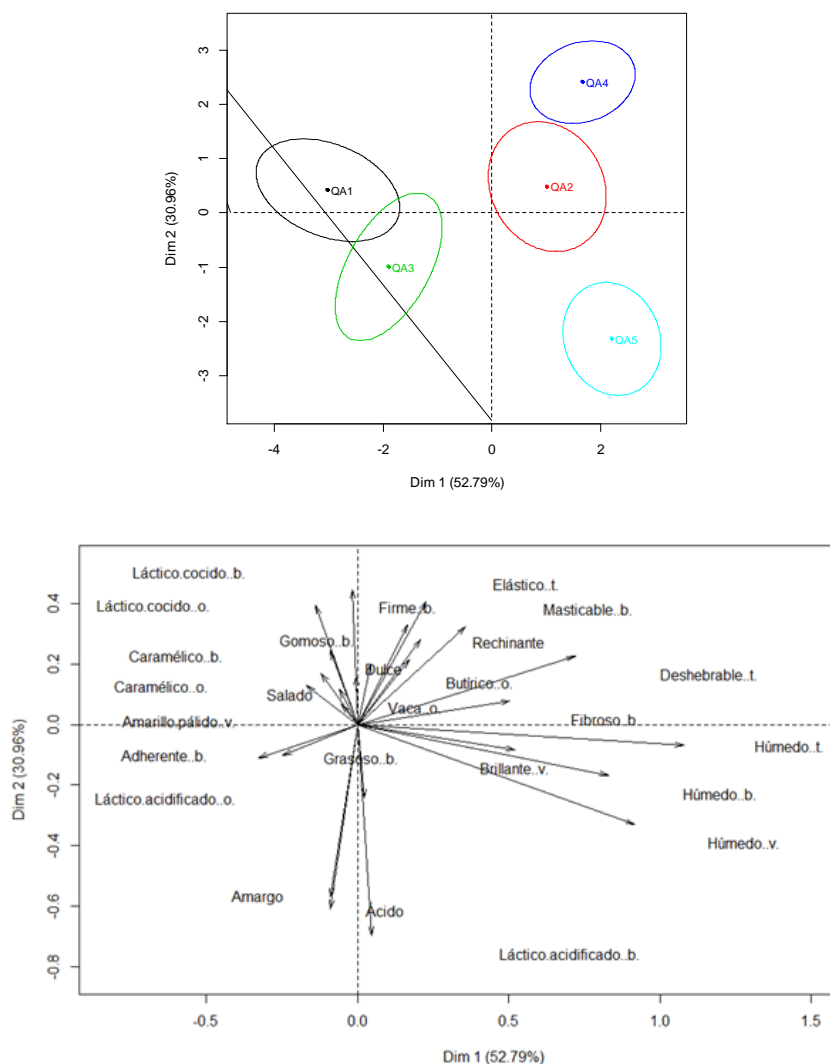 3
2
1
0
-1
-2
-3
Dim 2 (30.96%)
QA4
QA2
QA1
QA3
QA5
-4
-2
0
2
Dim 1 (52.79%)
Láctico.cocido..b.
Elástico..t.
Láctico.cocido..o.
Firme..b.
Masticable..b.
Gomoso..b.
Rechinante
Caramélico..b.
Dulce
Deshebrable..t.
Caramélico..o.
Salado
Butírico..o.
Vaca..o.
Amarillo.pálido..v.
Fibroso..b.
Húmedo..t.
Adherente..b.
Grasoso..b.
Brillante..v.
Láctico.acidificado..o.
Húmedo..b.
Húmedo..v.
Amargo
Ácido
Láctico.acidificado..b.
0.4
0.2
0.0
-0.2
-0.4
-0.6
-0.8
Dim 2 (30.96%)
-0.5
0.0
0.5
1.0
1.5
Dim 1 (52.79%)